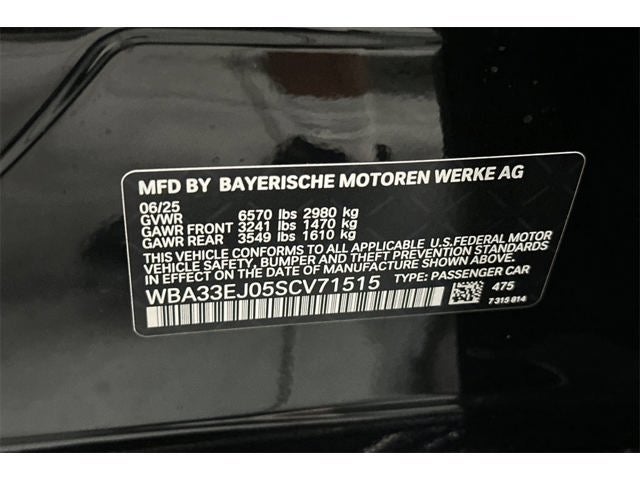 MFD BY BAYERISCHE MOTOREN WERKE AG
06/25
GVWR 6570 lbs 2980 kg
GAWR FRONT 3241 lbs 1470 kg
GAWR REAR 3549 lbs 1610 kg
THIS VEHICLE CONFORMS TO ALL APPLICABLE U.S.FEDERAL MOTOR
VEHICLE SAFETY, BUMPER AND THEFT PREVENTION STANDARDS
IN EFFECT ON THE DATE OF MANUFACTURE SHOWN ABOVE.
WBA33EJ05SCV71515 TYPE: PASSENGER CAR
475
7 315 814